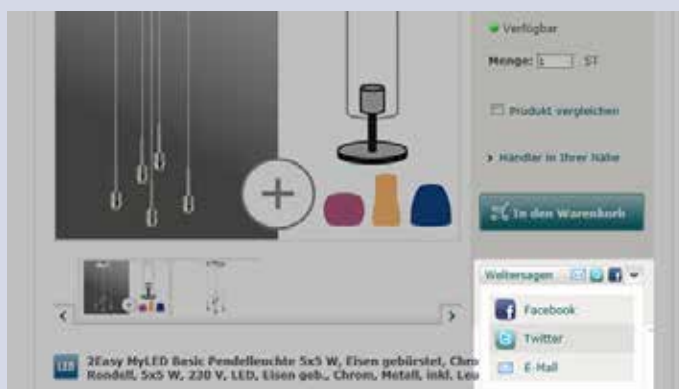 Verfügbar
Menge: 1 ST
Produkt vergleichen
Händler in Ihrer Nähe
In den Warenkorb
Weitersagen
Facebook
Twitter
E-Mail
LED 2Easy MyLED Basic Pendelleuchte 5x5 W, Eisen gebürstet,
Rondell, 5x5 W, 230 V, LED, Eisen geb., Chrom, Metall, inkl.